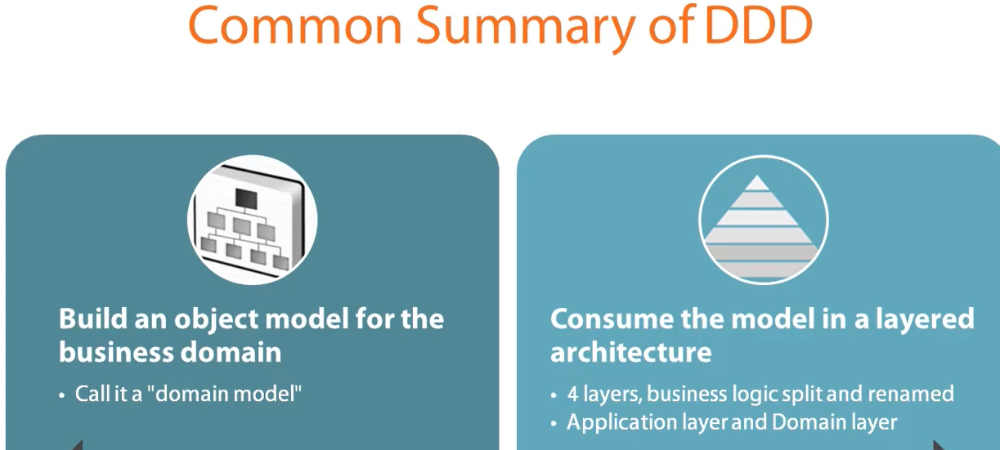 Common Summary of DDD
Build an object model for the
business domain
• Call it a "domain model"
Consume the model in a layered
architecture
• 4 layers, business logic split and renamed
• Application layer and Domain layer